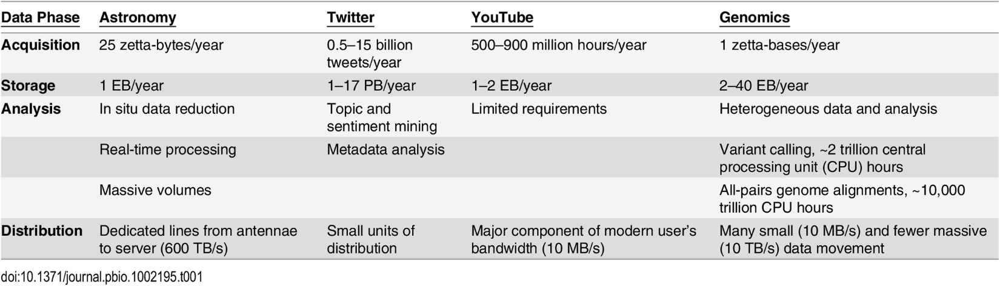 Data Phase Astronomy Twitter YouTube Genomics
Acquisition 25 zetta-bytes/year 0.5–15 billion 500–900 million hours/year 1 zetta-bases/year
tweets/year
Storage 1 EB/year 1–17 PB/year 1–2 EB/year 2–40 EB/year
Analysis In situ data reduction Topic and Limited requirements Heterogeneous data and analysis
sentiment mining
Real-time processing Metadata analysis Variant calling, ~2 trillion central
processing unit (CPU) hours
Massive volumes All-pairs genome alignments, ~10,000
trillion CPU hours
Distribution Dedicated lines from antennae Small units of Major component of modern user’s Many small (10 MB/s) and fewer massive
to server (600 TB/s) distribution bandwidth (10 MB/s) (10 TB/s) data movement
doi:10.1371/journal.pbio.1002195.t001